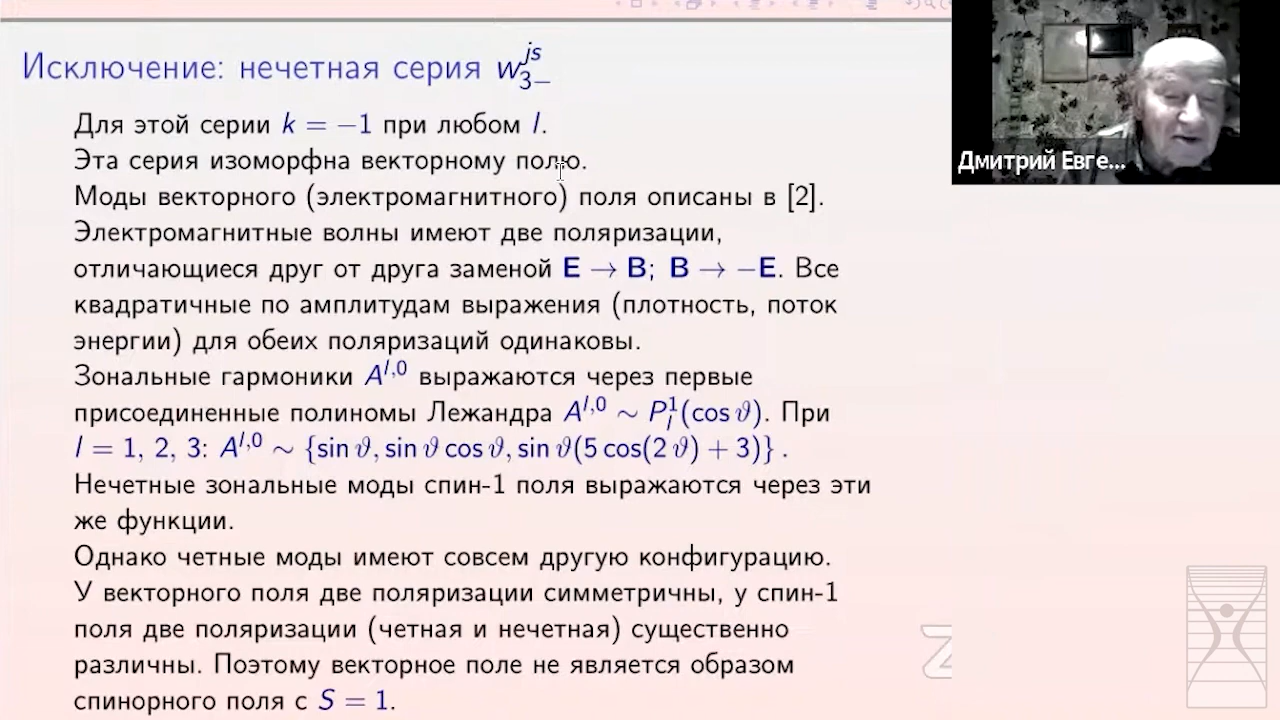 Исключение: нечетная серия w_{3−}^{js}
Для этой серии k = −1 при любом l.
Эта серия изоморфна векторному полю.
Моды векторного (электромагнитного) поля описаны в [2].
Электромагнитные волны имеют две поляризации,
отличающиеся друг от друга заменой E → B; B → −E. Все
квадратичные по амплитудам выражения (плотность, поток
энергии) для обеих поляризаций одинаковы.
Зональные гармоники A^{l,0} выражаются через первые
присоединенные полиномы Лежандра A^{l,0} ∼ P_l^1(cos ϑ). При
l = 1, 2, 3: A^{l,0} ∼ {sin ϑ, sin ϑ cos ϑ, sin ϑ(5 cos(2 ϑ) + 3)} .
Нечетные зональные моды спин-1 поля выражаются через эти
же функции.
Однако четные моды имеют совсем другую конфигурацию.
У векторного поля две поляризации симметричны, у спин-1
поля две поляризации (четная и нечетная) существенно
различны. Поэтому векторное поле не является образом
спинорного поля с S = 1.
Дмитрий Евге...